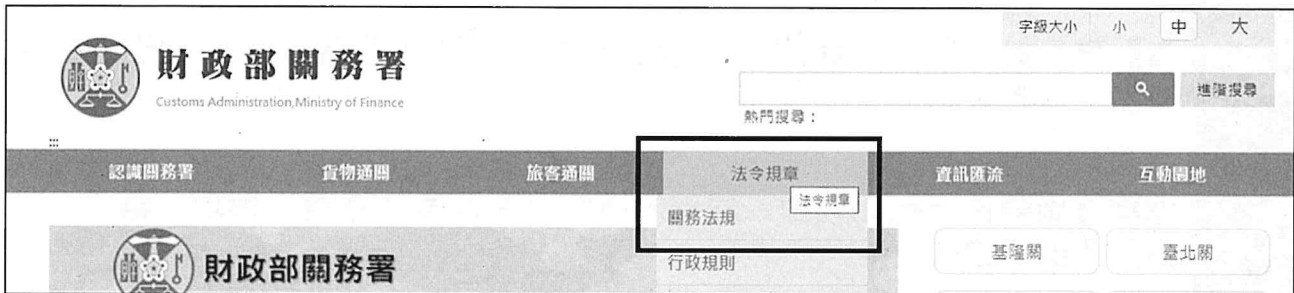 字級大小 小 中 大
財政部關務署
Customs Administration,Ministry of Finance
進階搜尋
熱門搜尋：
:::
認識關務署 貨物通關 旅客通關 法令規章 資訊匯流 互動園地
法令規章
關務法規
行政規則
財政部關務署
基隆關 臺北關